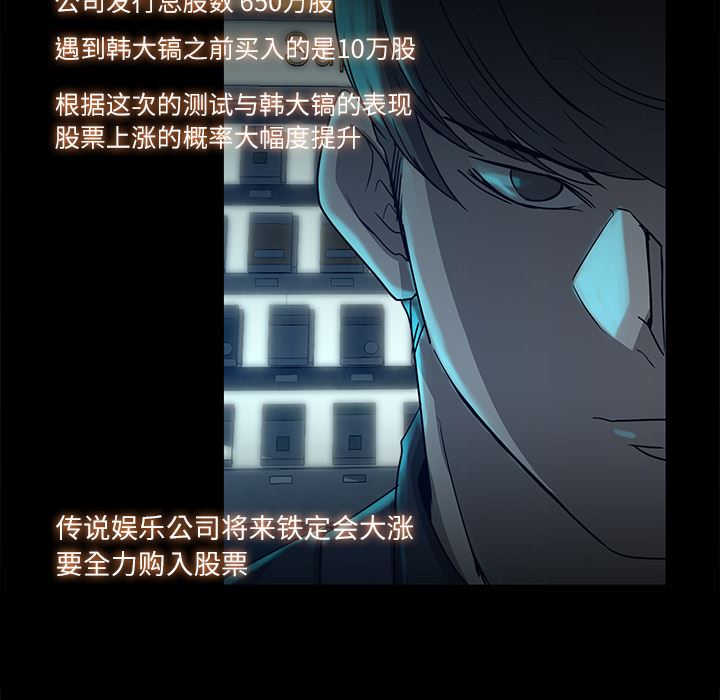 公司发行总股数 650万股
遇到韩大镐之前买入的是10万股
根据这次的测试与韩大镐的表现
股票上涨的概率大幅度提升
传说娱乐公司将来铁定会大涨
要全力购入股票